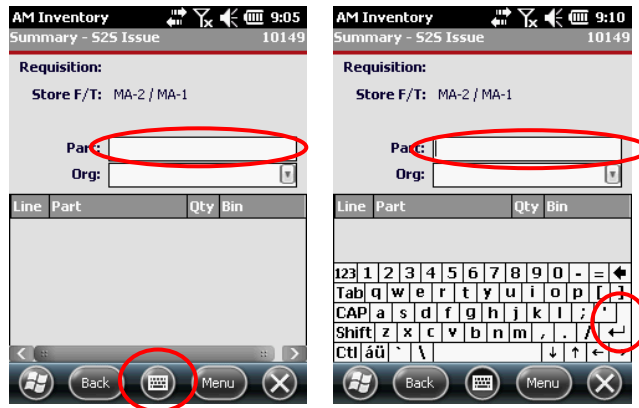 AM Inventory 9:05
Summary - S2S Issue 10149
Requisition:
Store F/T: MA-2 / MA-1
Part:
Org:
Line Part Qty Bin
Back Menu
AM Inventory 9:10
Summary - S2S Issue 10149
Requisition:
Store F/T: MA-2 / MA-1
Part:
Org:
Line Part Qty Bin
123 1 2 3 4 5 6 7 8 9 0 - =
Tab q w e r t y u i o p [ ]
CAP a s d f g h j k l ; '
Shift z x c v b n m , . /
Ctl áü ` \
Back Menu